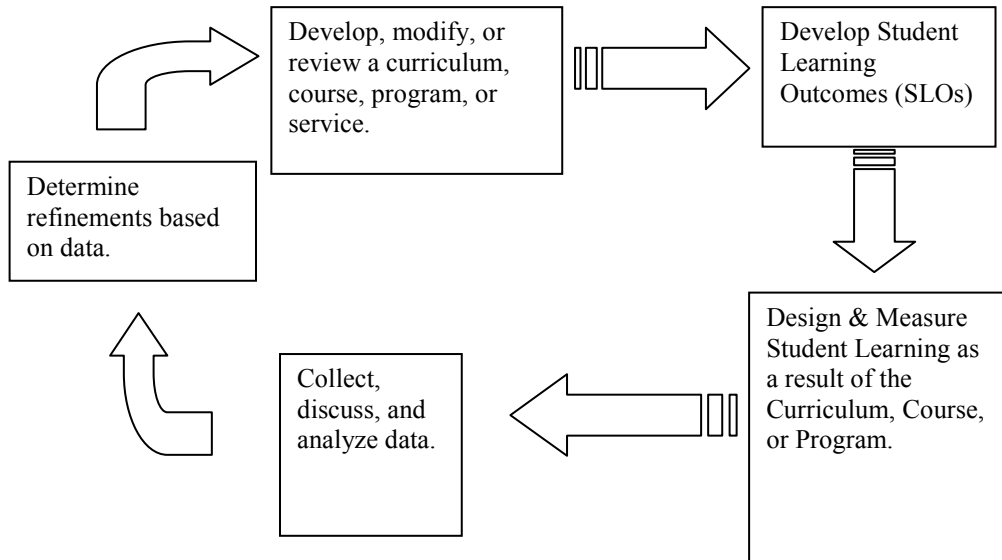 Develop, modify, or
review a curriculum,
course, program, or
service.
Develop Student
Learning
Outcomes (SLOs)
Design & Measure
Student Learning as
a result of the
Curriculum, Course,
or Program.
Collect,
discuss, and
analyze data.
Determine
refinements based
on data.